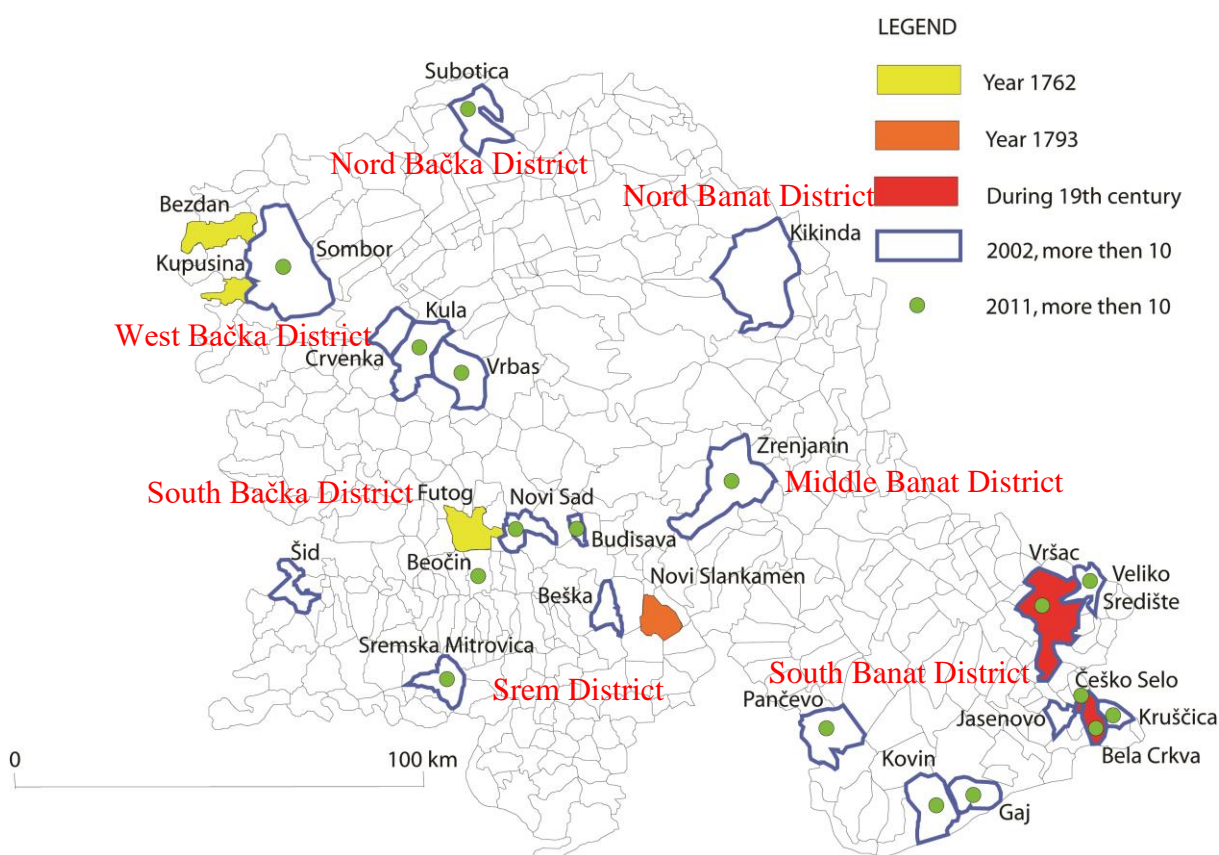 LEGEND
Year 1762
Year 1793
During 19th century
2002, more then 10
2011, more then 10
Subotica
Nord Bačka District
Nord Banat District
Bezdan
Kikinda
Sombor
Kupusina
Kula
West Bačka District
Crvenka
Vrbas
Zrenjanin
Middle Banat District
South Bačka District
Futog
Novi Sad
Budisava
Šid
Beočin
Vršac
Veliko
Središte
Beška
Novi Slankamen
Sremska Mitrovica
South Banat District
Srem District
Češko Selo
Pančevo
Jasenovo
Kruščica
Bela Crkva
0
100 km
Kovin
Gaj